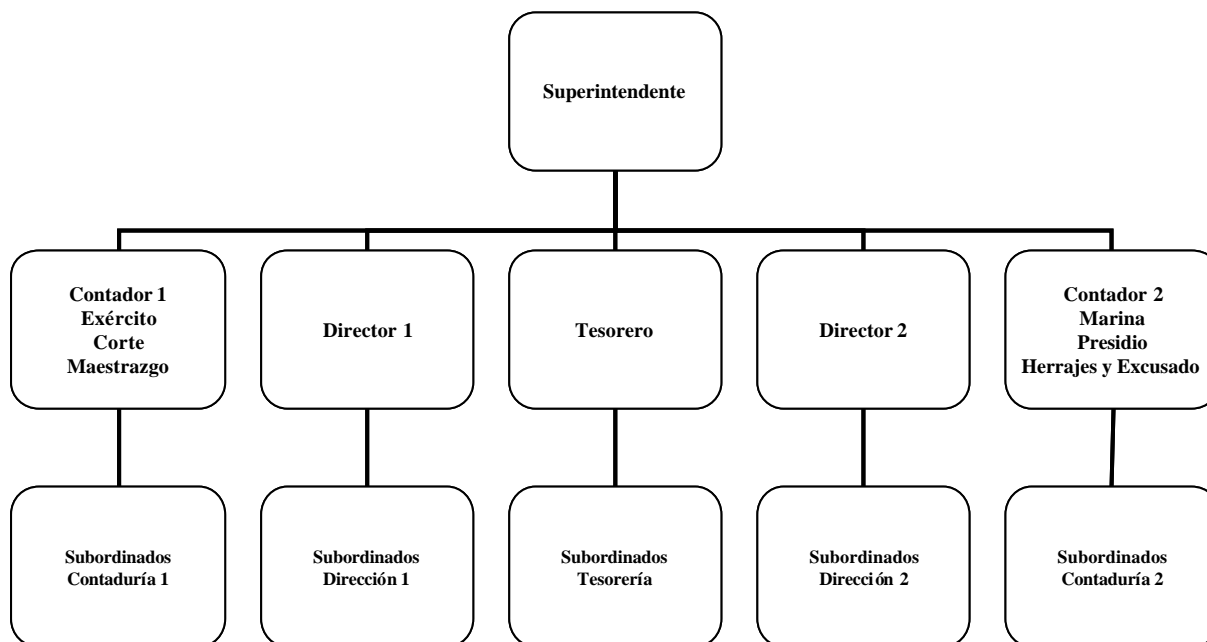 Superintendente
Contador 1
Exército
Corte
Maestrazgo
Director 1
Tesorero
Director 2
Contador 2
Marina
Presidio
Herrajes y Excusado
Subordinados
Contaduría 1
Subordinados
Dirección 1
Subordinados
Tesorería
Subordinados
Dirección 2
Subordinados
Contaduría 2